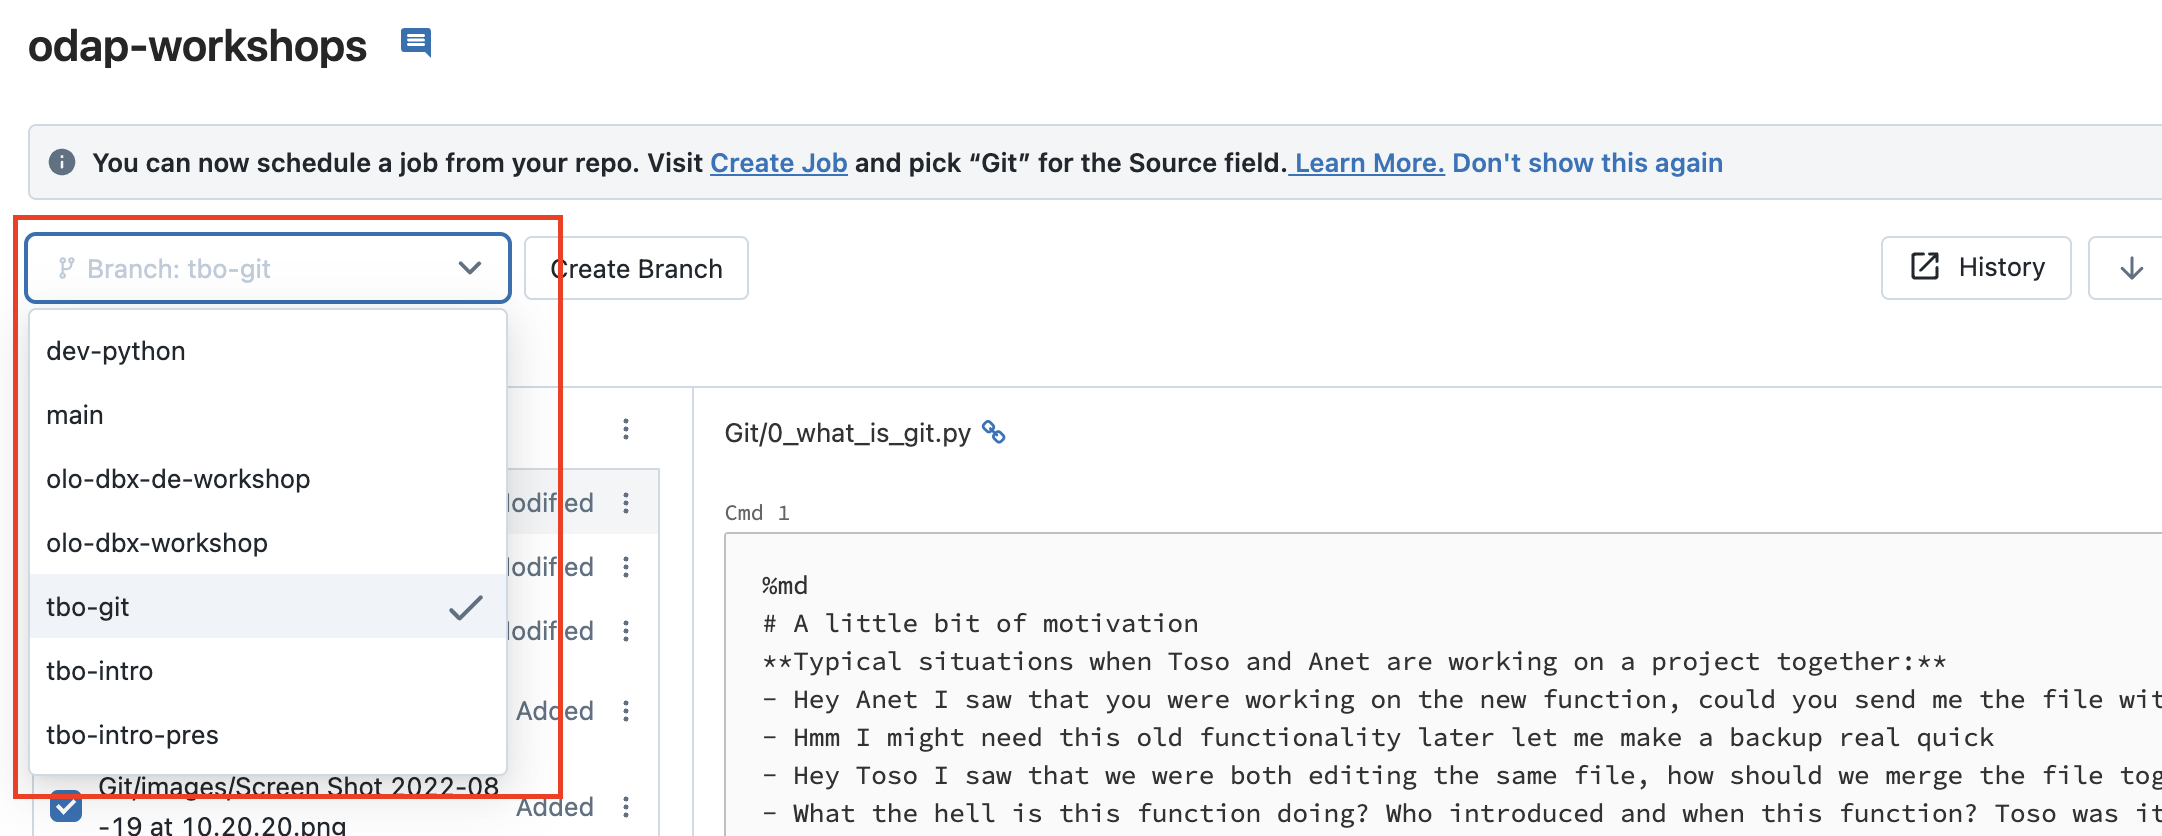 odap-workshops
You can now schedule a job from your repo. Visit Create Job and pick “Git” for the Source field. Learn More. Don't show this again
Branch: tbo-git
Create Branch
History
dev-python
main
olo-dbx-de-workshop
olo-dbx-workshop
tbo-git
tbo-intro
tbo-intro-pres
Added
Git/images/Screen Shot 2022-08
-19 at 10.20.20.png
Added
Git/0_what_is_git.py
Cmd 1
%md
# A little bit of motivation
**Typical situations when Toso and Anet are working on a project together:**
- Hey Anet I saw that you were working on the new function, could you send me the file
- Hmm I might need this old functionality later let me make a backup real quick
- Hey Toso I saw that we were both editing the same file, how should we merge the file
- What the hell is this function doing? Who introduced and when this function? Toso was